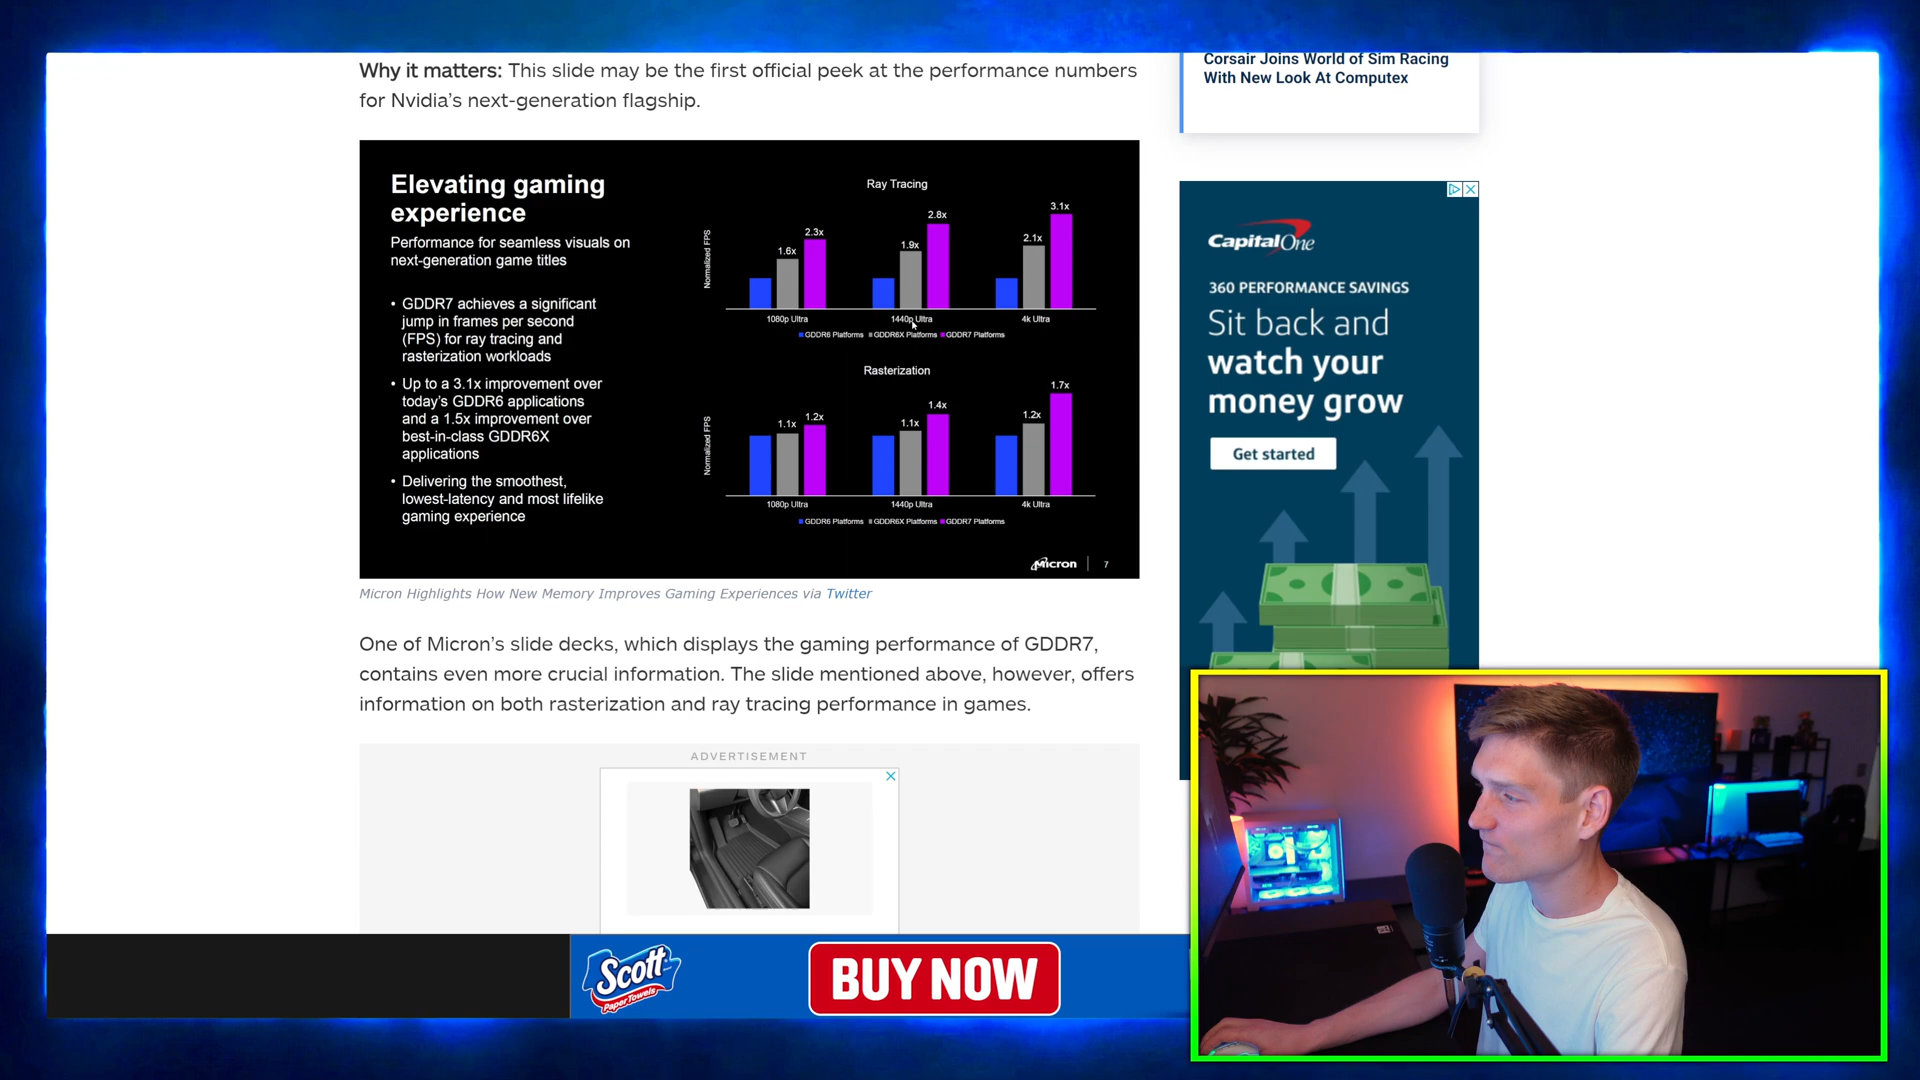 Why it matters: This slide may be the first official peek at the performance numbers
for Nvidia's next-generation flagship.
Corsair Joins World of Sim Racing
With New Look At Computex
Elevating gaming
experience
Performance for seamless visuals on
next-generation game titles
• GDDR7 achieves a significant
jump in frames per second
(FPS) for ray tracing and
rasterization workloads
• Up to a 3.1x improvement over
today's GDDR6 applications
and a 1.5x improvement over
best-in-class GDDR6X
applications
• Delivering the smoothest,
lowest-latency and most lifelike
gaming experience
Ray Tracing
Normalized FPS
1.6x 2.3x 1.9x 2.8x 2.1x 3.1x
1080p Ultra 1440p Ultra 4k Ultra
GDDR6 Platforms GDDR6X Platforms GDDR7 Platforms
Rasterization
Normalized FPS
1.1x 1.2x 1.1x 1.4x 1.2x 1.7x
1080p Ultra 1440p Ultra 4k Ultra
GDDR6 Platforms GDDR6X Platforms GDDR7 Platforms
Micron 7
Micron Highlights How New Memory Improves Gaming Experiences via Twitter
One of Micron's slide decks, which displays the gaming performance of GDDR7,
contains even more crucial information. The slide mentioned above, however, offers
information on both rasterization and ray tracing performance in games.
ADVERTISEMENT
Capital One
360 PERFORMANCE SAVINGS
Sit back and
watch your
money grow
Get started
Scott
Paper Towels
BUY NOW